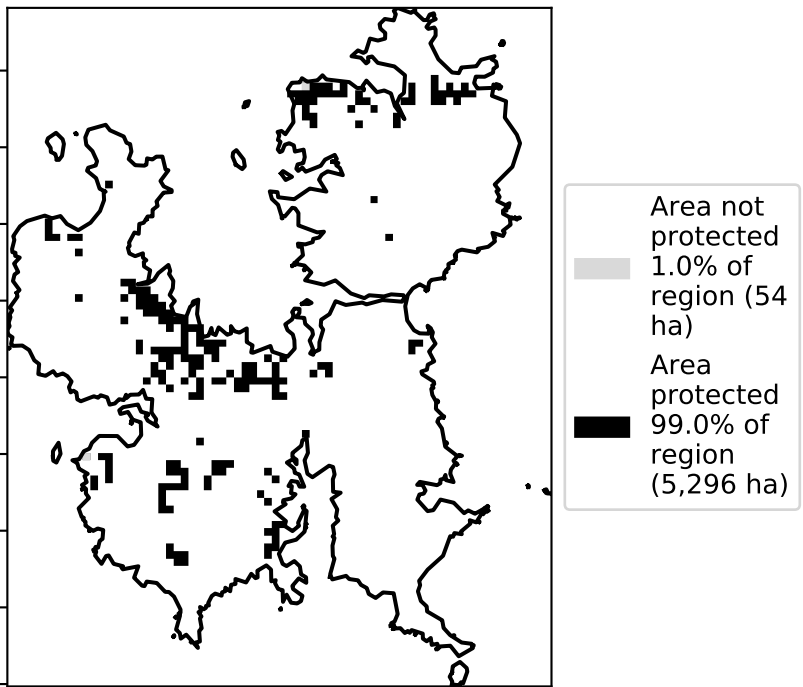 Area not
protected
1.0% of
region (54
ha)
Area
protected
99.0% of
region
(5,296 ha)